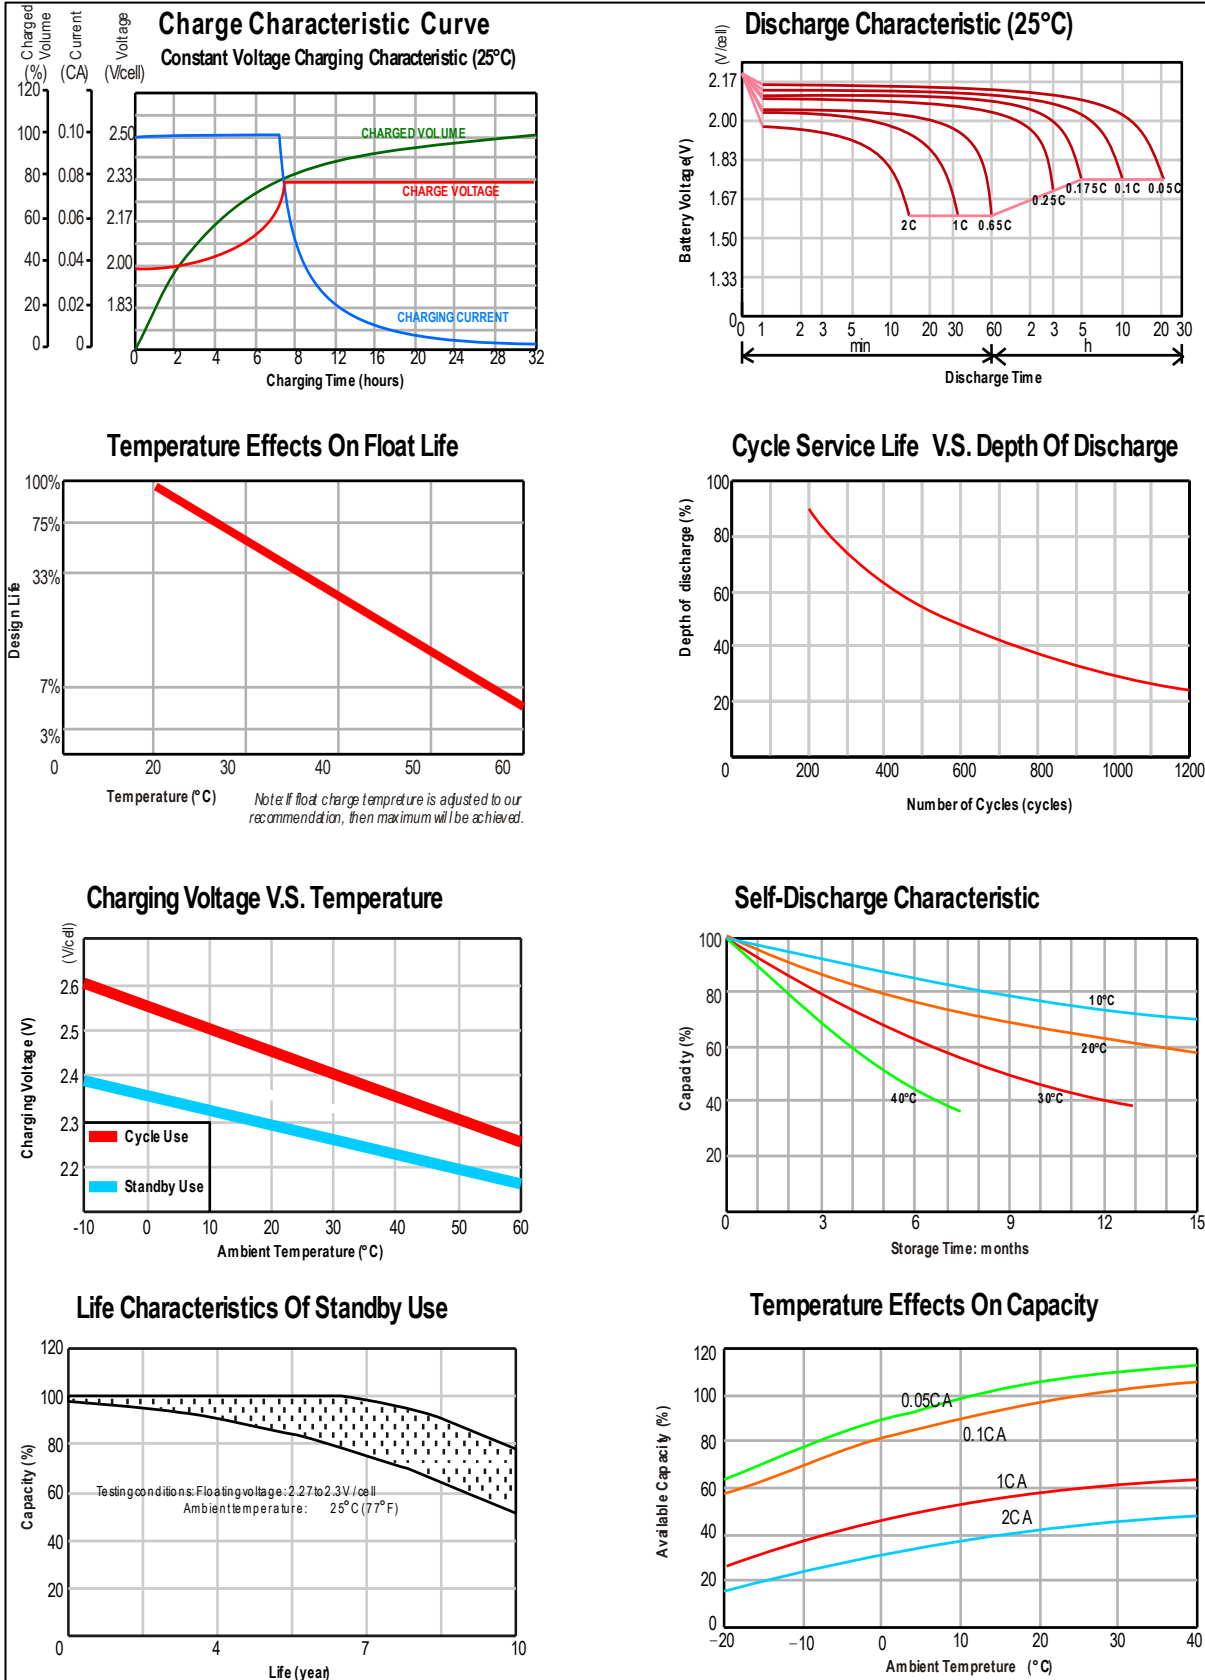 Charge Characteristic Curve
Constant Voltage Charging Characteristic (25°C)
Charged Volume
(%)
Current
(CA)
Voltage
(V/cell)
120
100 0.10 2.50
80 0.08 2.33
60 0.06 2.17
40 0.04 2.00
20 0.02 1.83
0 0
CHARGED VOLUME
CHARGE VOLTAGE
CHARGING CURRENT
0 2 4 6 8 12 16 20 24 28 32
Charging Time (hours)
Discharge Characteristic (25°C)
(V/cell)
Battery Voltage(V)
2.17
2.00
1.83
1.67
1.50
1.33
0
2C 1C 0.65C 0.25C 0.175C 0.1C 0.05C
0 1 2 3 5 10 20 30 60 2 3 5 10 20 30
min h
Discharge Time
Temperature Effects On Float Life
Design Life
100%
75%
33%
7%
3%
0 20 30 40 50 60
Temperature (°C)
Note:If float charge tempreture is adjusted to our
recommendation, then maximum will be achieved.
Cycle Service Life V.S. Depth Of Discharge
Depth of discharge (%)
100
80
60
40
20
0 200 400 600 800 1000 1200
Number of Cycles (cycles)
Charging Voltage V.S. Temperature
(V/cell)
Charging Voltage (V)
2.6
2.5
2.4
2.3
2.2
Cycle Use
Standby Use
-10 0 10 20 30 40 50 60
Ambient Temperature (°C)
Self-Discharge Characteristic
Capacity (%)
100
80
60
40
20
10°C
20°C
30°C
40°C
0 3 6 9 12 15
Storage Time: months
Life Characteristics Of Standby Use
Capacity (%)
120
100
80
60
40
20
Testing conditions: Floating voltage: 2.27 to 2.3 V / cell
Ambient temperature: 25°C (77°F)
0 4 7 10
Life (year)
Temperature Effects On Capacity
Available Capacity (%)
120
100
80
60
40
20
0
0.05CA
0.1CA
1CA
2CA
−20 −10 0 10 20 30 40
Ambient Tempreture (°C)